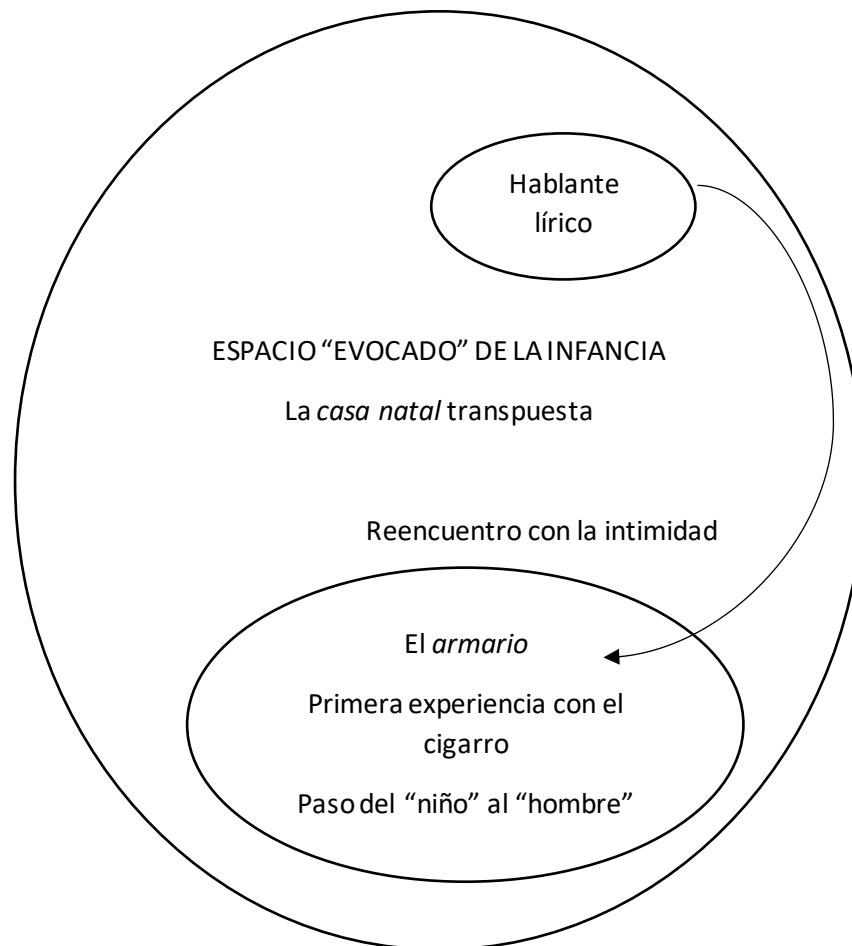 Hablante
lírico
ESPACIO “EVOCADO” DE LA INFANCIA
La casa natal transpuesta
Reencuentro con la intimidad
El armario
Primera experiencia con el
cigarro
Paso del “niño” al “hombre”